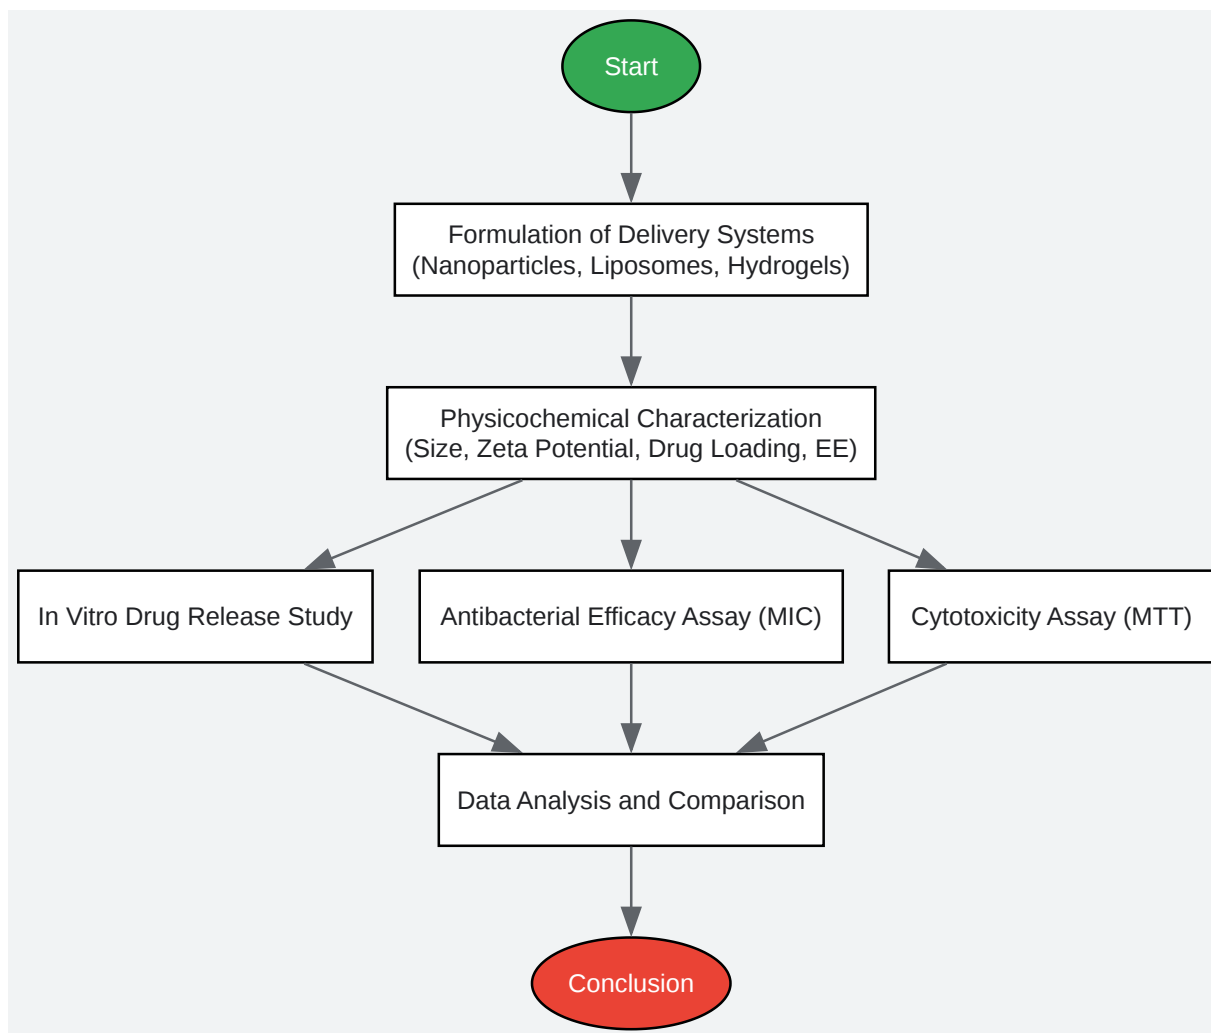 Start
Formulation of Delivery Systems
(Nanoparticles, Liposomes, Hydrogels)
Physicochemical Characterization
(Size, Zeta Potential, Drug Loading, EE)
In Vitro Drug Release Study
Antibacterial Efficacy Assay (MIC)
Cytotoxicity Assay (MTT)
Data Analysis and Comparison
Conclusion